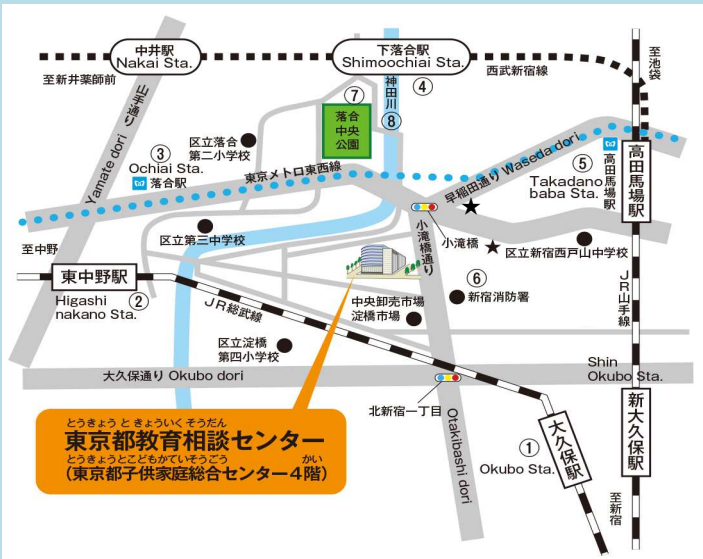 中井駅
Nakai Sta.
下落合駅
Shimoochiai Sta.
至新井薬師前
西武新宿線
至池袋
山手通り
Yamate dori
神田川
④
⑦
⑧
落合
中央
公園
区立落合
第二小学校
③
Ochiai Sta.
落合駅
東京メトロ東西線
早稲田通り Waseda dori
⑤
Takadano
baba Sta.
高田馬場駅
高田馬場駅
至中野
区立第三中学校
小滝橋
小滝橋通り
区立新宿西戸山中学校
東中野駅
Higashi
nakano Sta.
②
JR総武線
中央卸売市場
淀橋市場
⑥
新宿消防署
JR山手線
区立淀橋
第四小学校
大久保通り Okubo dori
Shin
Okubo Sta.
新大久保駅
北新宿一丁目
Otakibashi dori
①
大久保駅
Okubo Sta.
至新宿
とうきょう と きょういく そうだん
東京都教育相談センター
とうきょうとこどもかていそうごう かい
(東京都子供家庭総合センター4階)